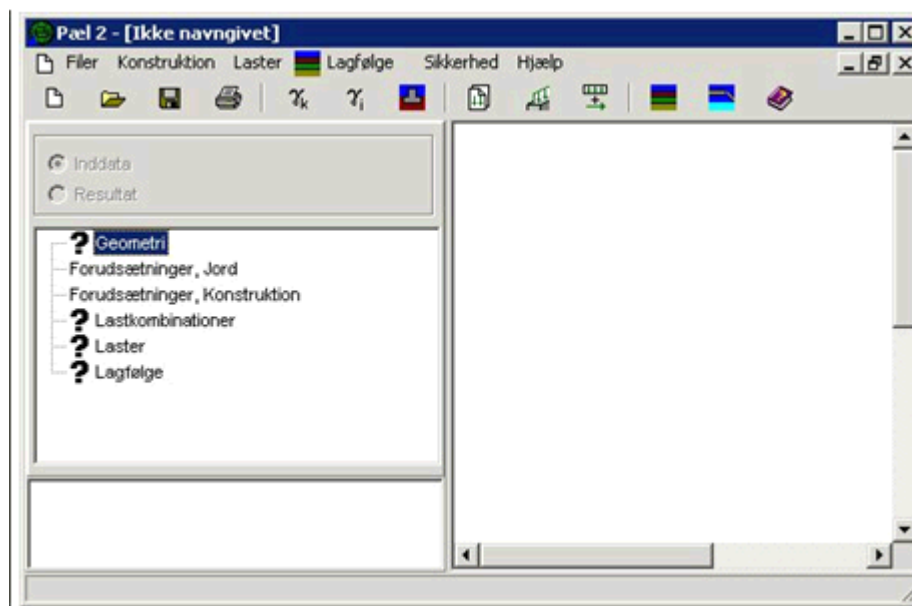 Pæl 2 - [Ikke navngivet]
Filer Konstruktion Laster Lagfølge Sikkerhed Hjælp
γk γi
Inddata
Resultat
? Geometri
Forudsætninger, Jord
Forudsætninger, Konstruktion
? Lastkombinationer
? Laster
? Lagfølge